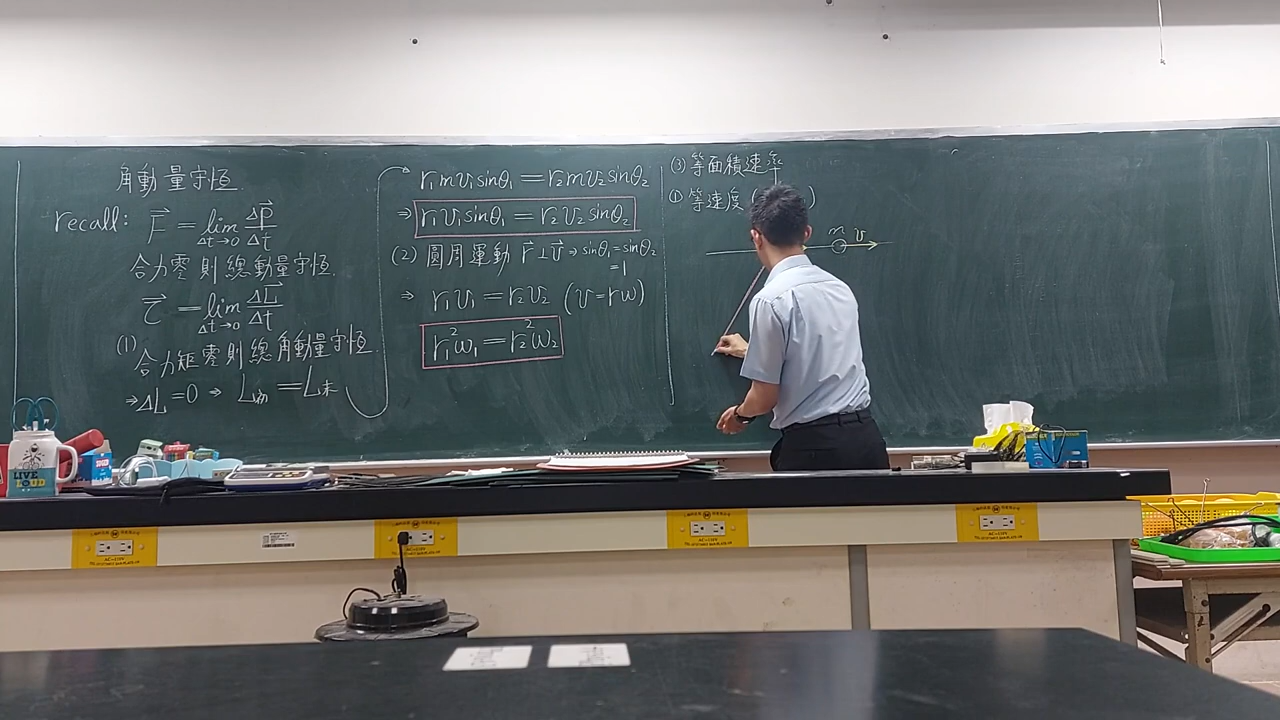 角動量守恆
recall: F⃗ = lim Δt→0 ΔP⃗/Δt
合力零則總動量守恆
τ⃗ = lim Δt→0 ΔL⃗/Δt
(1) 合力矩零則總角動量守恆
⇒ ΔL = 0 ⇒ L初 = L末
r₁mv₁sinθ₁ = r₂mv₂sinθ₂
⇒ r₁v₁sinθ₁ = r₂v₂sinθ₂
(2) 圓周運動 r⃗⊥v⃗ ⇒ sinθ₁ = sinθ₂
= 1
⇒ r₁v₁ = r₂v₂ (v=rω)
r₁²ω₁ = r₂²ω₂
(3) 等面積速率
① 等速度 ( )
m v
LIVE
LOUD